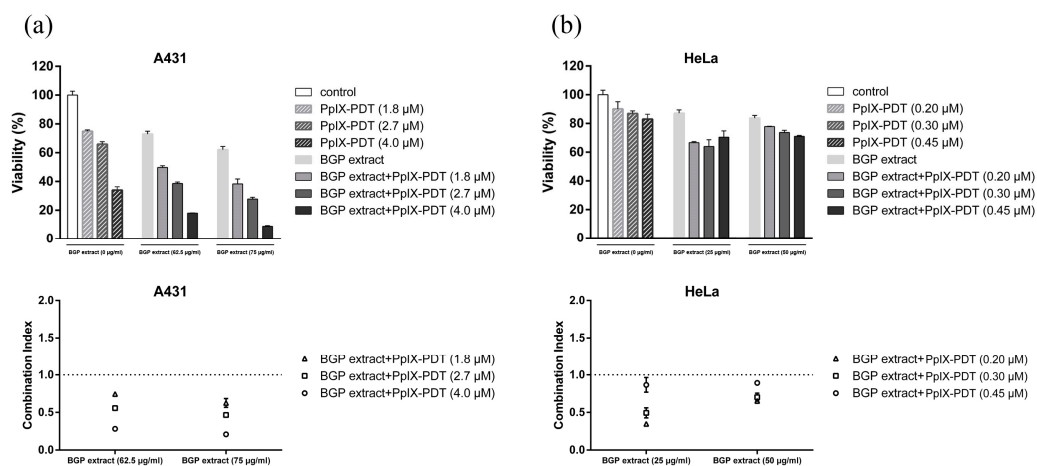 (a)
A431
120
100
80
60
40
20
0
Viability (%)
BGP extract (0 µg/ml)
BGP extract (62.5 µg/ml)
BGP extract (75 µg/ml)
control
PpIX-PDT (1.8 µM)
PpIX-PDT (2.7 µM)
PpIX-PDT (4.0 µM)
BGP extract
BGP extract+PpIX-PDT (1.8 µM)
BGP extract+PpIX-PDT (2.7 µM)
BGP extract+PpIX-PDT (4.0 µM)
(b)
HeLa
120
100
80
60
40
20
0
Viability (%)
BGP extract (0 µg/ml)
BGP extract (25 µg/ml)
BGP extract (50 µg/ml)
control
PpIX-PDT (0.20 µM)
PpIX-PDT (0.30 µM)
PpIX-PDT (0.45 µM)
BGP extract
BGP extract+PpIX-PDT (0.20 µM)
BGP extract+PpIX-PDT (0.30 µM)
BGP extract+PpIX-PDT (0.45 µM)
A431
2.0
1.5
1.0
0.5
0.0
Combination Index
BGP extract (62.5 µg/ml)
BGP extract (75 µg/ml)
BGP extract+PpIX-PDT (1.8 µM)
BGP extract+PpIX-PDT (2.7 µM)
BGP extract+PpIX-PDT (4.0 µM)
HeLa
2.0
1.5
1.0
0.5
0.0
Combination Index
BGP extract (25 µg/ml)
BGP extract (50 µg/ml)
BGP extract+PpIX-PDT (0.20 µM)
BGP extract+PpIX-PDT (0.30 µM)
BGP extract+PpIX-PDT (0.45 µM)